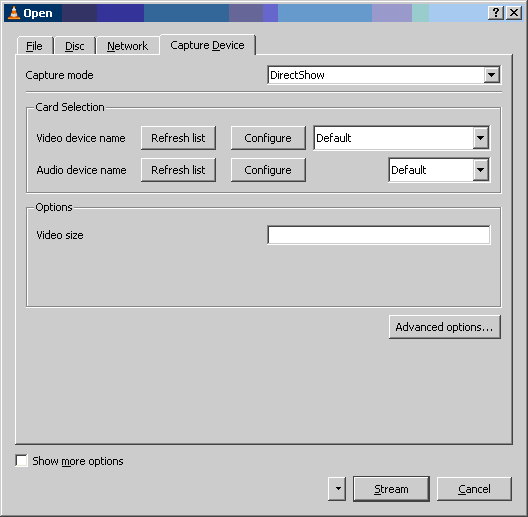 Open
File Disc Network Capture Device
Capture mode DirectShow
Card Selection
Video device name Refresh list Configure Default
Audio device name Refresh list Configure Default
Options
Video size
Advanced options...
Show more options
Stream Cancel